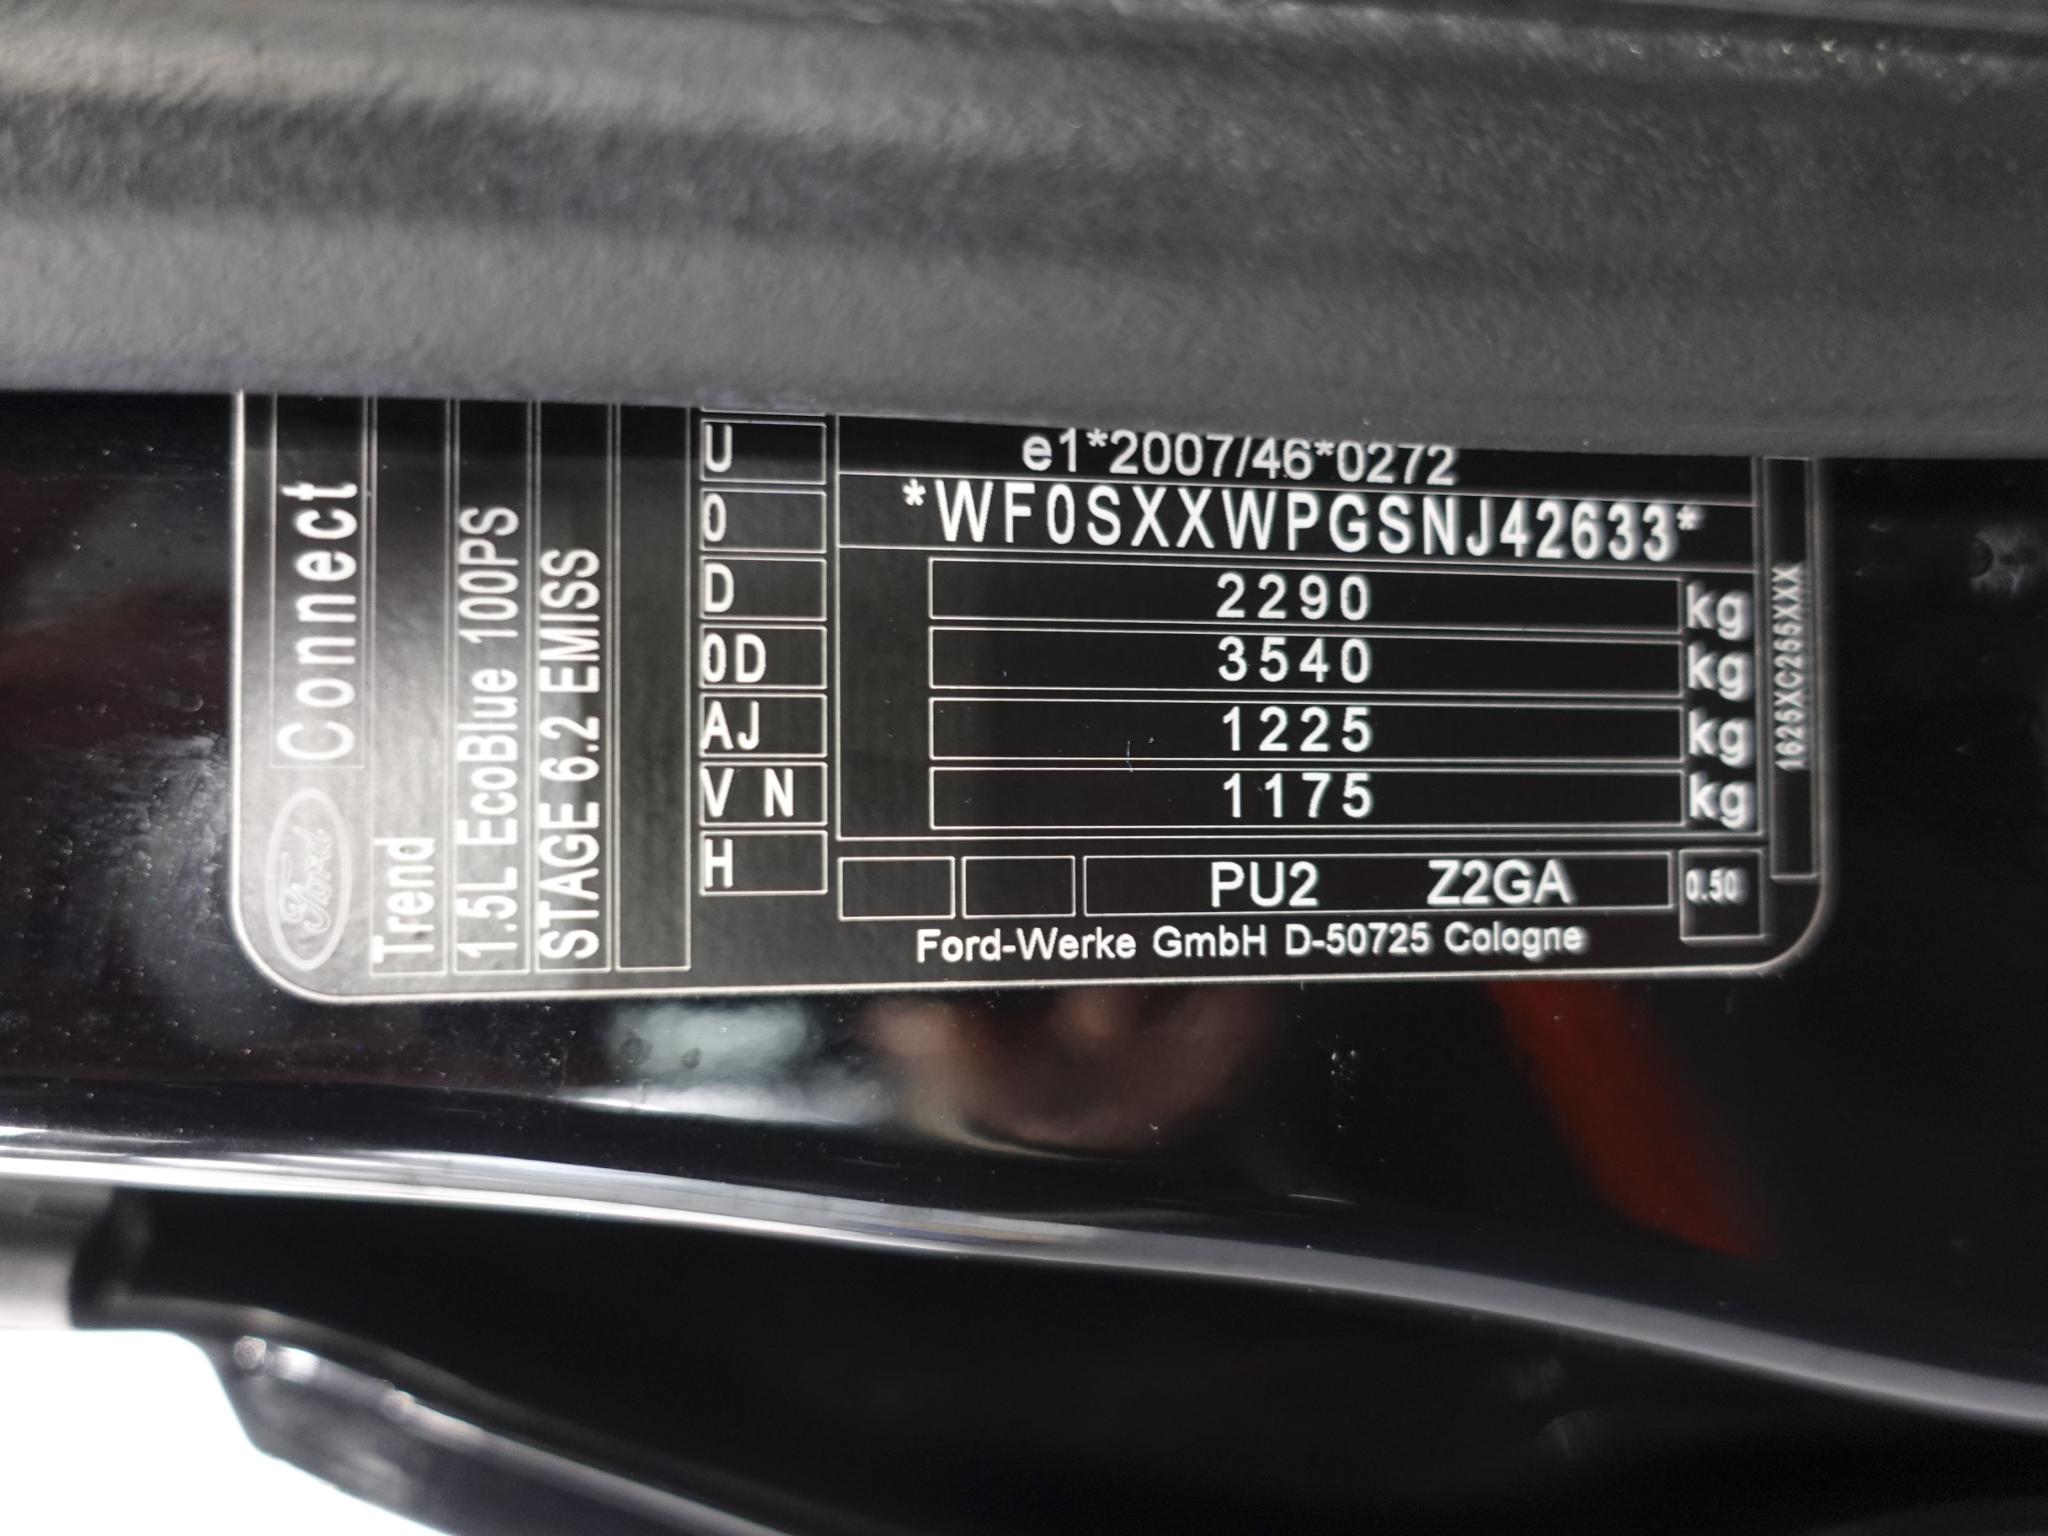 Ford Connect
Trend
1.5L EcoBlue 100PS
STAGE 6.2 EMISS
U
0
D
0D
AJ
V N
H
e1*2007/46*0272
*WF0SXXWPGSNJ42633*
2290 kg
3540 kg
1225 kg
1175 kg
PU2 Z2GA
0.50
Ford-Werke GmbH D-50725 Cologne
1625XC255XXX